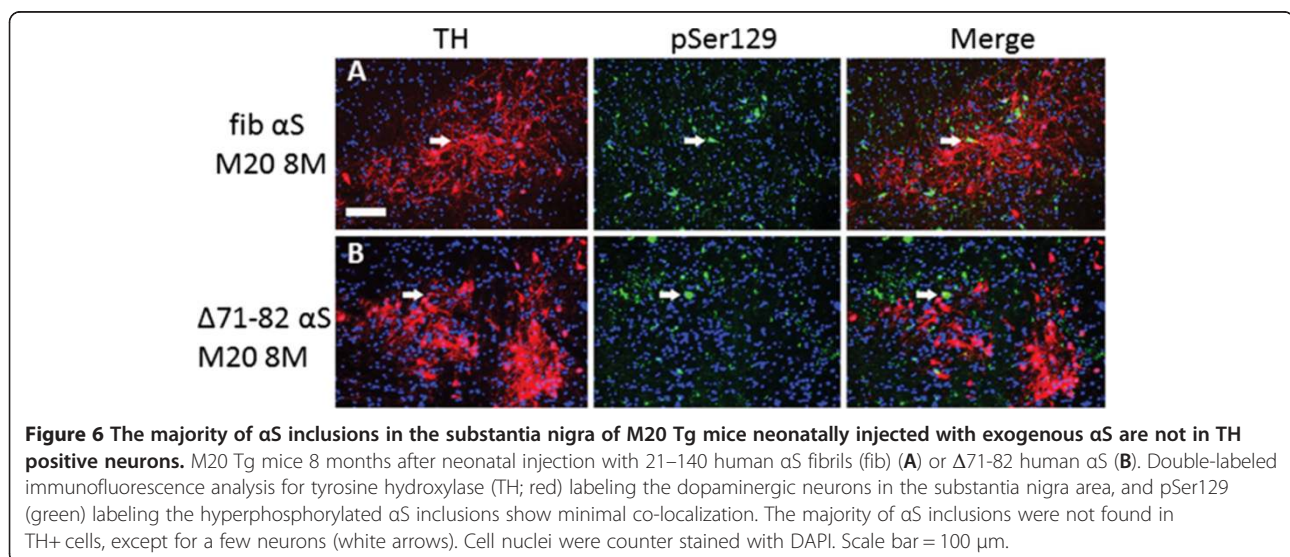 TH pSer129 Merge
A
fib αS
M20 8M
B
Δ71-82 αS
M20 8M
Figure 6 The majority of αS inclusions in the substantia nigra of M20 Tg mice neonatally injected with exogenous αS are not in TH
positive neurons. M20 Tg mice 8 months after neonatal injection with 21–140 human αS fibrils (fib) (A) or Δ71-82 human αS (B). Double-labeled
immunofluorescence analysis for tyrosine hydroxylase (TH; red) labeling the dopaminergic neurons in the substantia nigra area, and pSer129
(green) labeling the hyperphosphorylated αS inclusions show minimal co-localization. The majority of αS inclusions were not found in
TH+ cells, except for a few neurons (white arrows). Cell nuclei were counter stained with DAPI. Scale bar = 100 μm.